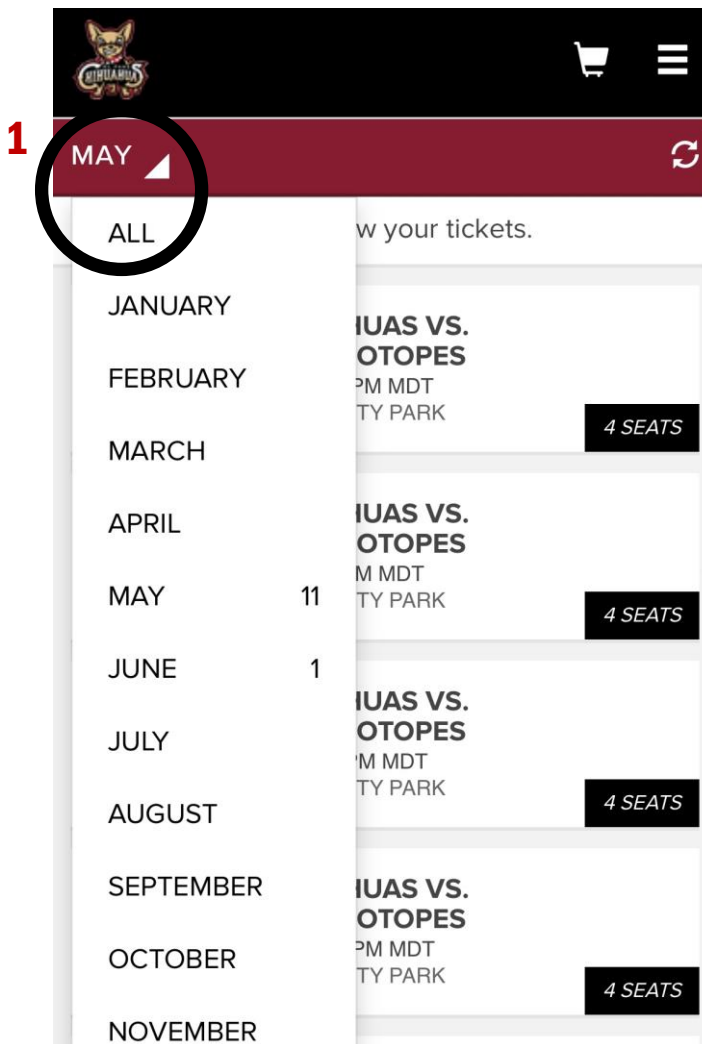 CHIHUAHUAS
1
MAY
ALL
w your tickets.
JANUARY
HUAS VS.
OTOPES
FEBRUARY
PM MDT
TY PARK
4 SEATS
MARCH
APRIL
HUAS VS.
OTOPES
M MDT
MAY 11
TY PARK
4 SEATS
JUNE 1
HUAS VS.
OTOPES
JULY
PM MDT
TY PARK
4 SEATS
AUGUST
SEPTEMBER
HUAS VS.
OTOPES
OCTOBER
PM MDT
TY PARK
4 SEATS
NOVEMBER